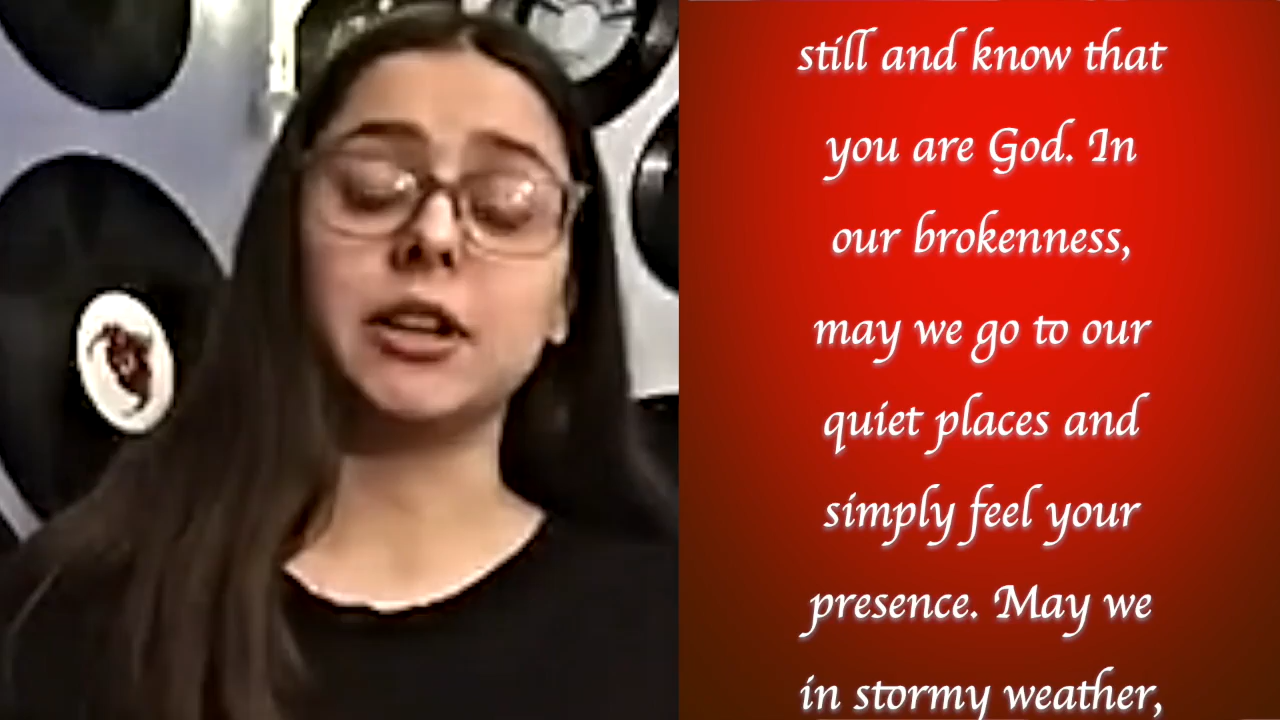 still and know that
you are God. In
our brokenness,
may we go to our
quiet places and
simply feel your
presence. May we
in stormy weather,